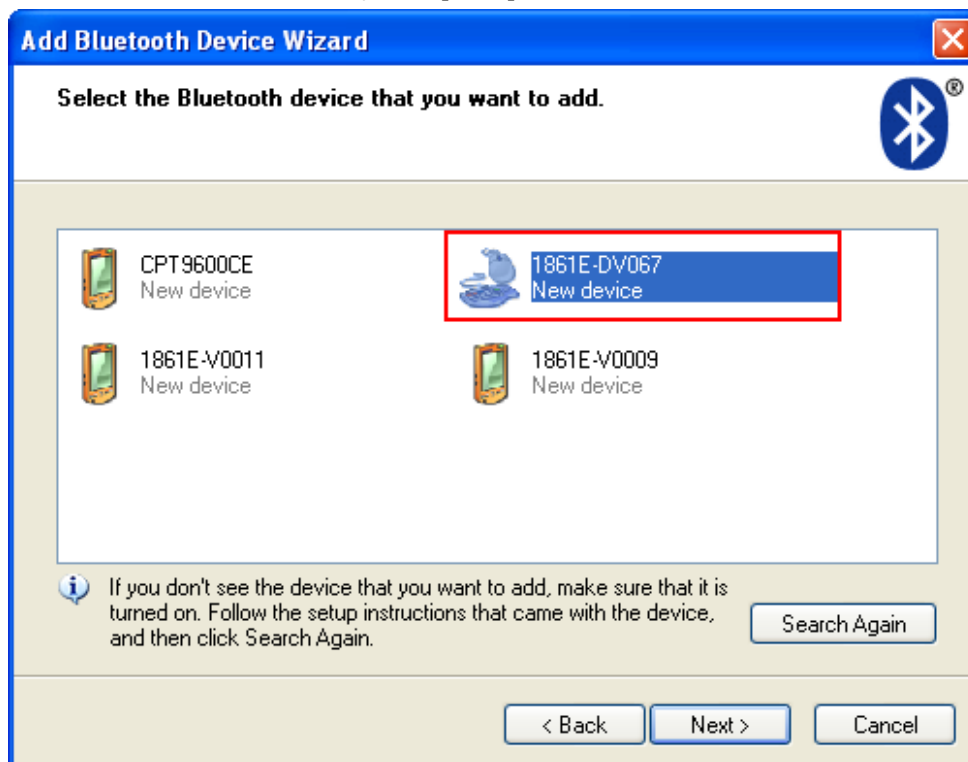 Add Bluetooth Device Wizard
Select the Bluetooth device that you want to add.
®
CPT9600CE
New device
1861E-DV067
New device
1861E-V0011
New device
1861E-V0009
New device
If you don't see the device that you want to add, make sure that it is
turned on. Follow the setup instructions that came with the device,
and then click Search Again.
Search Again
< Back
Next >
Cancel